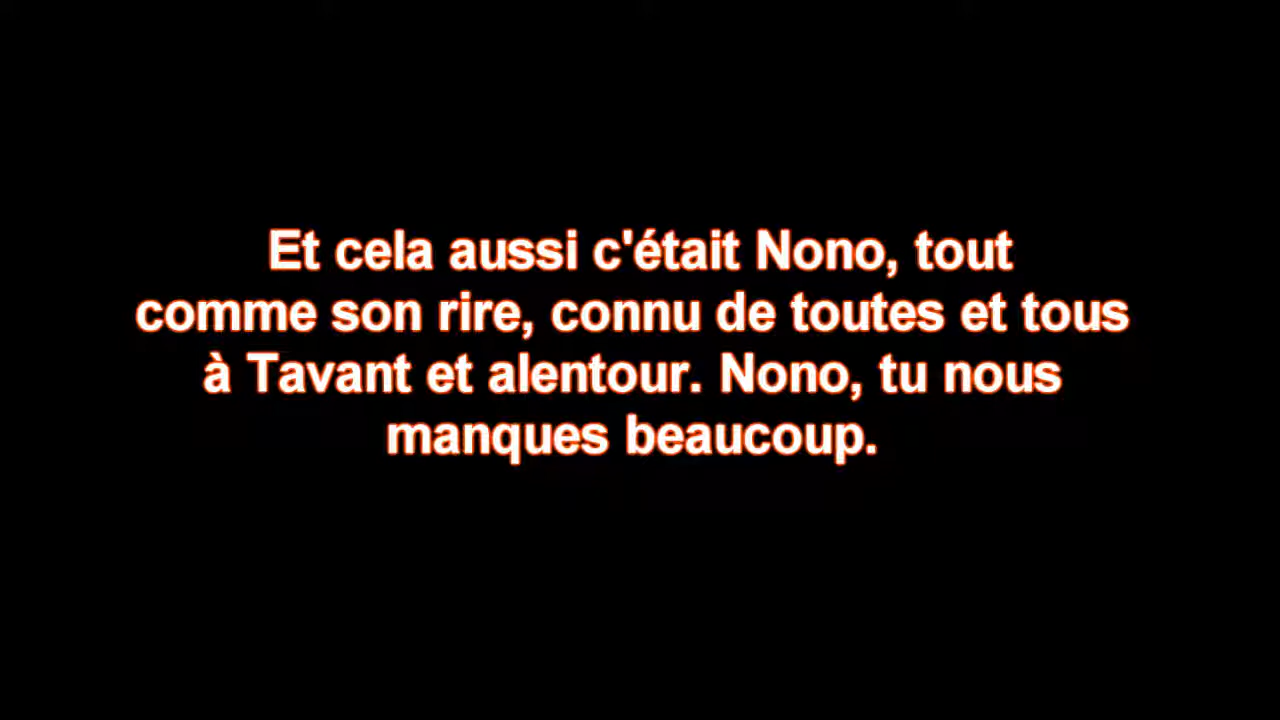 Et cela aussi c'était Nono, tout
comme son rire, connu de toutes et tous
à Tavant et alentour. Nono, tu nous
manques beaucoup.